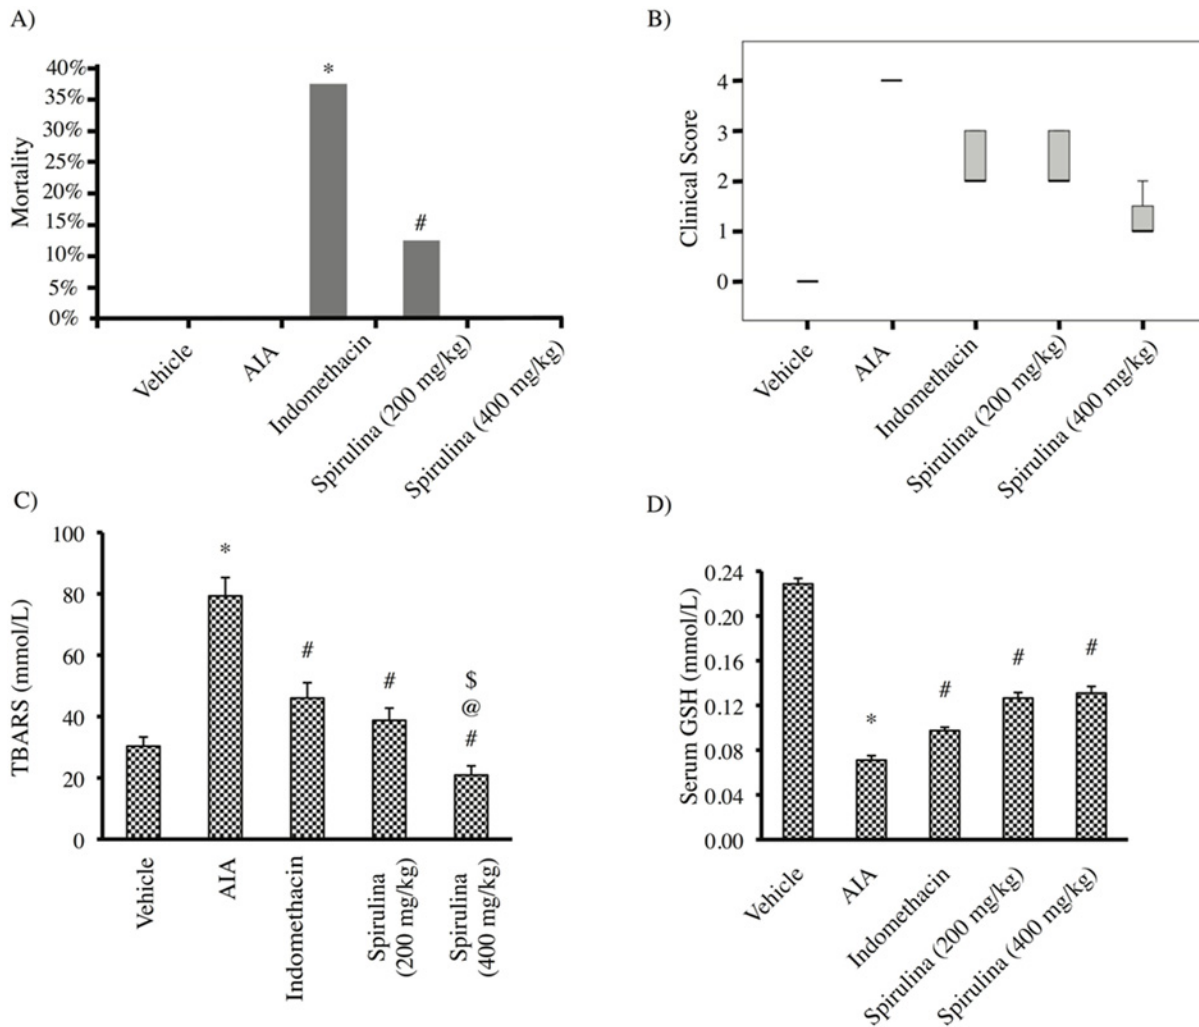 A)
40%
35%
30%
25%
20%
15%
10%
5%
0%
Mortality
*
#
Vehicle
AIA
Indomethacin
Spirulina (200 mg/kg)
Spirulina (400 mg/kg)
B)
4
3
2
1
0
Clinical Score
Vehicle
AIA
Indomethacin
Spirulina (200 mg/kg)
Spirulina (400 mg/kg)
C)
100
80
60
40
20
0
TBARS (mmol/L)
*
#
#
$
@
#
Vehicle
AIA
Indomethacin
Spirulina
(200 mg/kg)
Spirulina
(400 mg/kg)
D)
0.24
0.20
0.16
0.12
0.08
0.04
0.00
Serum GSH (mmol/L)
*
#
#
#
Vehicle
AIA
Indomethacin
Spirulina (200 mg/kg)
Spirulina (400 mg/kg)